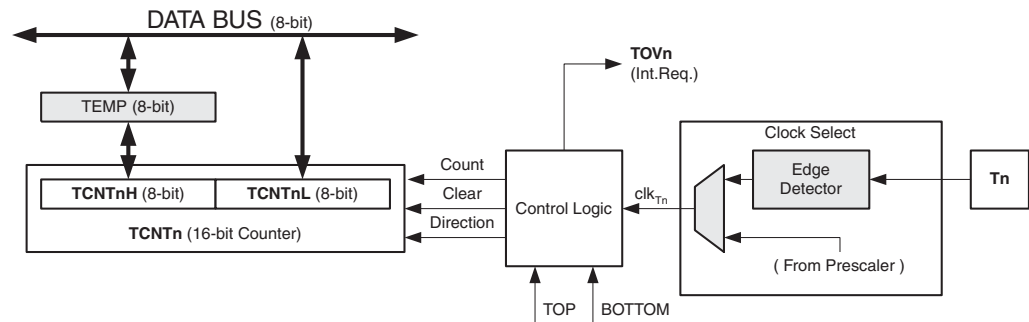 DATA BUS (8-bit)
TOVn
(Int.Req.)
TEMP (8-bit)
Clock Select
Count
Edge
Detector
Tn
TCNTnH (8-bit)
TCNTnL (8-bit)
Clear
Control Logic
clkTn
TCNTn (16-bit Counter)
Direction
( From Prescaler )
TOP
BOTTOM